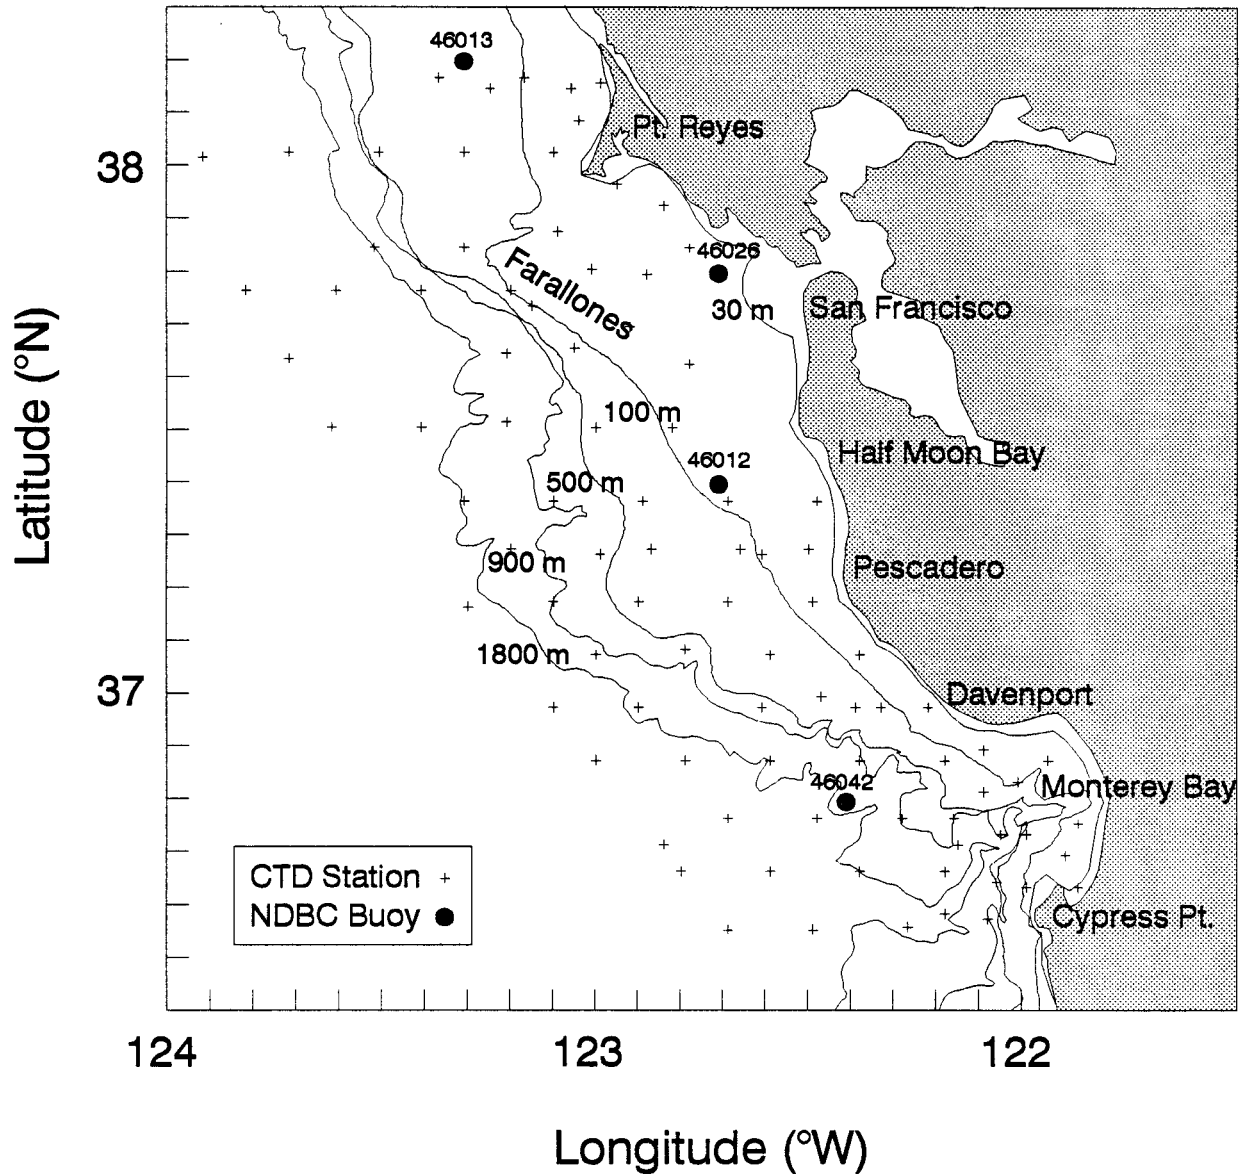 46013
Pt. Reyes
38
46026
Farallones
30 m
San Francisco
100 m
Half Moon Bay
46012
500 m
900 m
Pescadero
1800 m
37
Davenport
46042
Monterey Bay
CTD Station +
NDBC Buoy ●
Cypress Pt.
124
123
122
Latitude (°N)
Longitude (°W)